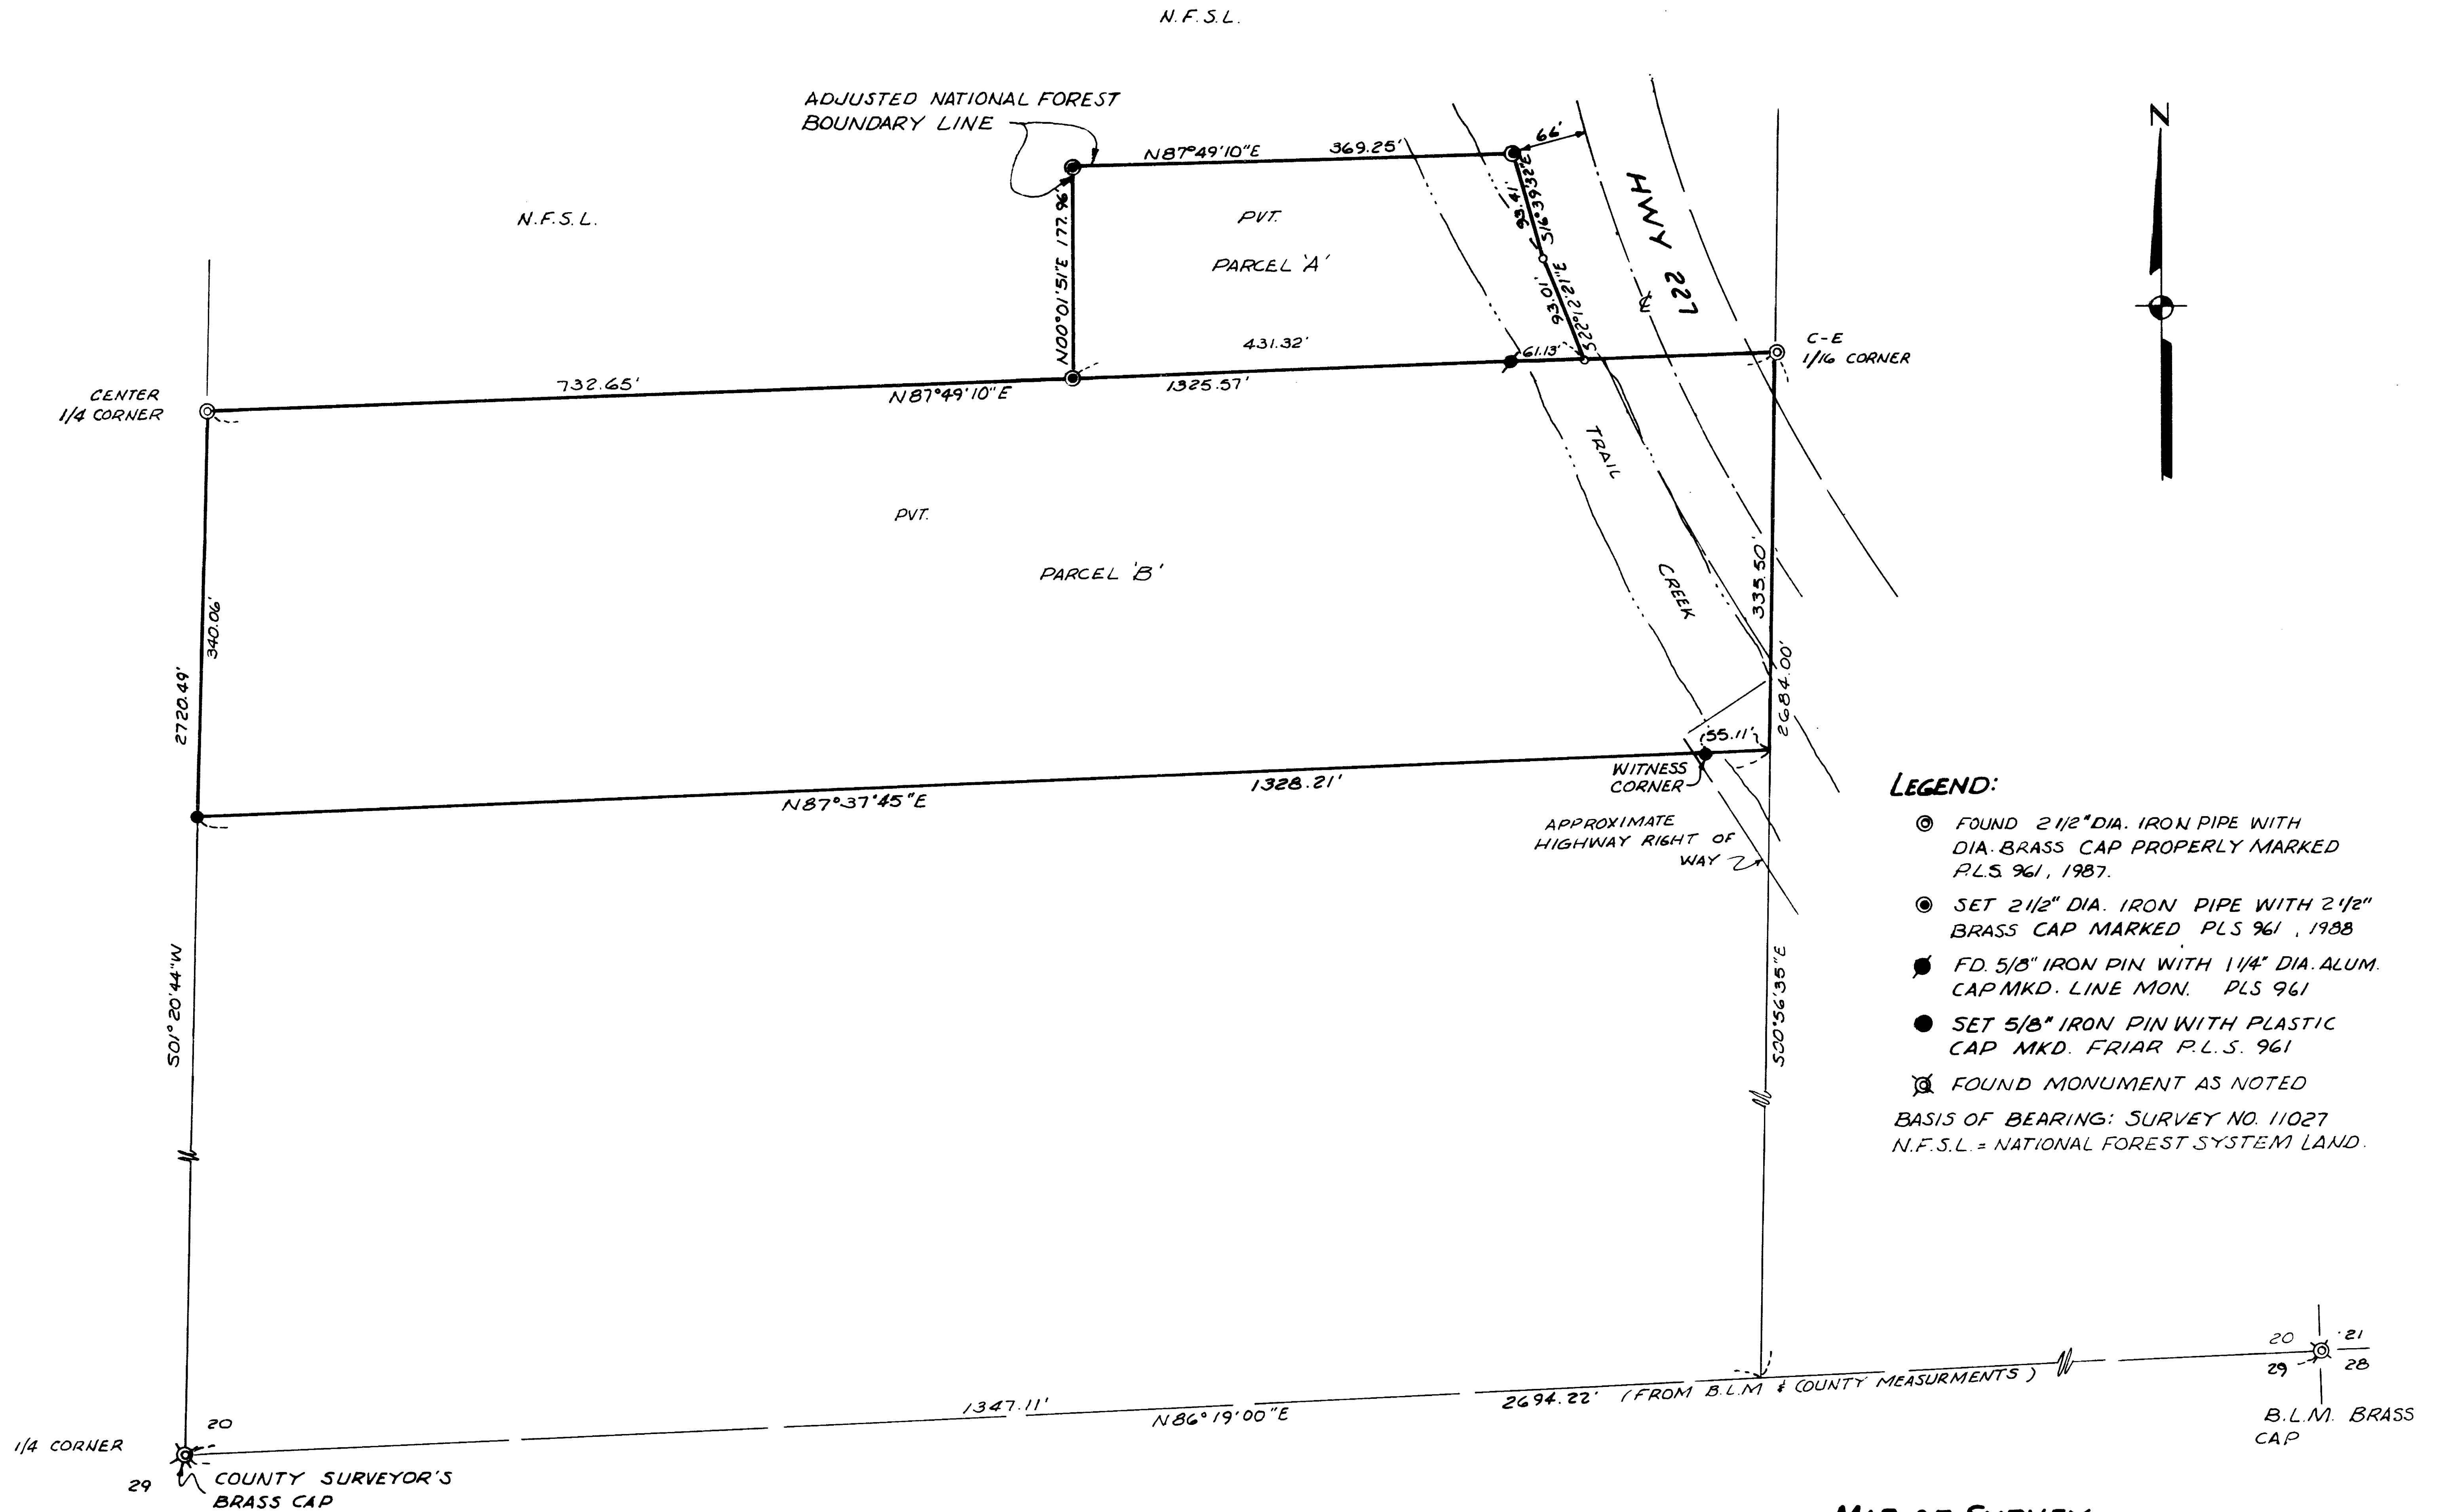 N.F.S.L.
ADJUSTED NATIONAL FOREST
BOUNDARY LINE
N87°49'10"E
369.25'
66'
N
HWY 227
N.F.S.L.
N00°01'51"E 177.96'
PVT.
PARCEL 'A'
93.41'
S16°39'32"E
93.01'
S22°12'21"E
℄
431.32'
61.13'
C-E
1/16 CORNER
CENTER
1/4 CORNER
732.65'
N87°49'10"E
1325.57'
PVT.
PARCEL 'B'
TRAIL
CREEK
340.06'
2720.49'
335.50'
2684.00'
55.11'
WITNESS
CORNER
1328.21'
N87°37'45"E
APPROXIMATE
HIGHWAY RIGHT OF
WAY
S01°20'44"W
S00°56'35"E
LEGEND:
FOUND 2 1/2" DIA. IRON PIPE WITH
DIA. BRASS CAP PROPERLY MARKED
P.L.S. 961, 1987.
SET 2 1/2" DIA. IRON PIPE WITH 2 1/2"
BRASS CAP MARKED PLS 961, 1988
FD. 5/8" IRON PIN WITH 1 1/4" DIA. ALUM.
CAP MKD. LINE MON. PLS 961
SET 5/8" IRON PIN WITH PLASTIC
CAP MKD. FRIAR P.L.S. 961
FOUND MONUMENT AS NOTED
BASIS OF BEARING: SURVEY NO. 11027
N.F.S.L. = NATIONAL FOREST SYSTEM LAND.
20 21
29 28
B.L.M. BRASS
CAP
1347.11'
N86°19'00"E
2694.22' (FROM B.L.M & COUNTY MEASURMENTS)
20
1/4 CORNER
29
COUNTY SURVEYOR'S
BRASS CAP
MAP OF SURVEY